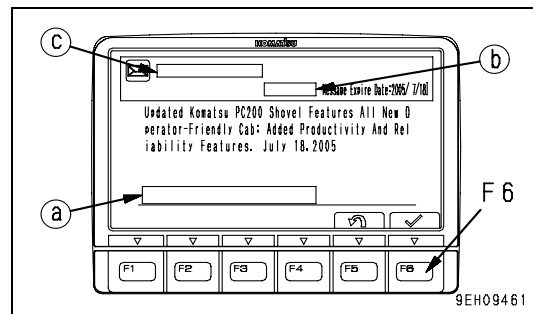 KOMATSU
c
b
Message Expire Date:2005/ 7/18]
Updated Komatsu PC200 Shovel Features All New O
perator-Friendly Cab: Added Productivity And Rel
iability Features. July 18.2005
a
F 6
F1 F2 F3 F4 F5 F6
9EH09461